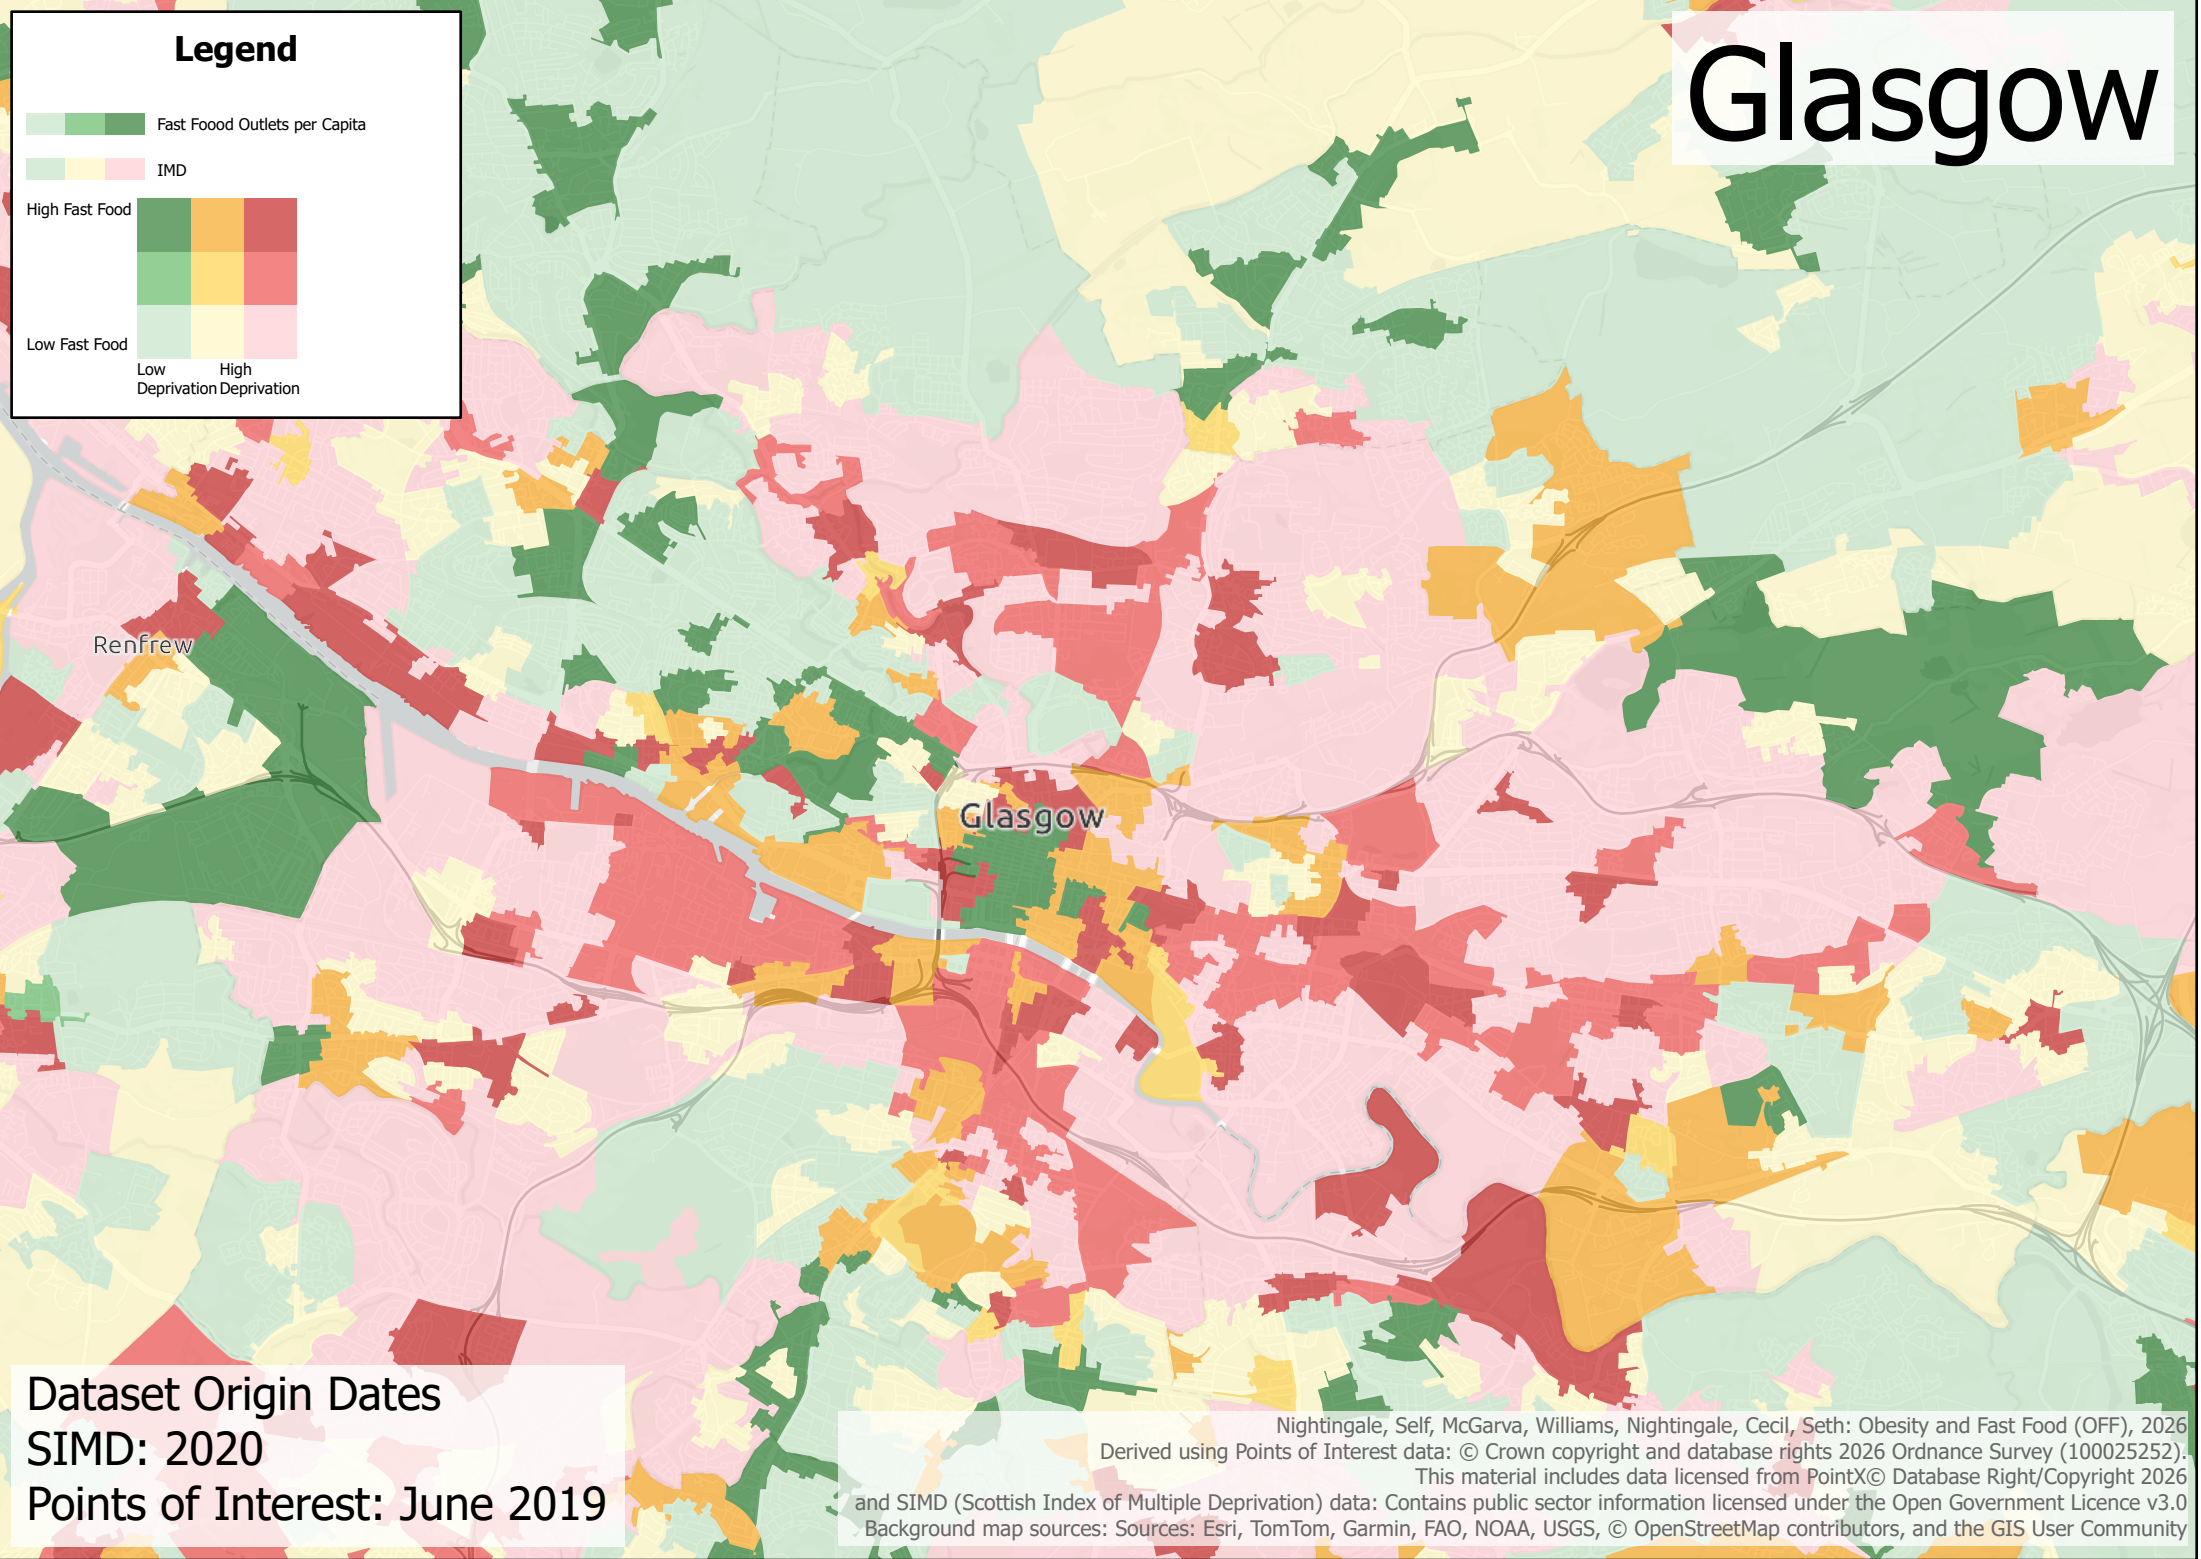 Legend
Fast Foood Outlets per Capita
IMD
High Fast Food
Low Fast Food
Low Deprivation
High Deprivation
Glasgow
Renfrew
Glasgow
Dataset Origin Dates
SIMD: 2020
Points of Interest: June 2019
Nightingale, Self, McGarva, Williams, Nightingale, Cecil, Seth: Obesity and Fast Food (OFF), 2026
Derived using Points of Interest data: © Crown copyright and database rights 2026 Ordnance Survey (100025252).
This material includes data licensed from PointX© Database Right/Copyright 2026
and SIMD (Scottish Index of Multiple Deprivation) data: Contains public sector information licensed under the Open Government Licence v3.0
Background map sources: Sources: Esri, TomTom, Garmin, FAO, NOAA, USGS, © OpenStreetMap contributors, and the GIS User Community